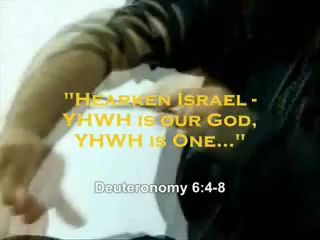 "Hearken Israel -
YHWH is our God,
YHWH is One..."
Deuteronomy 6:4-8